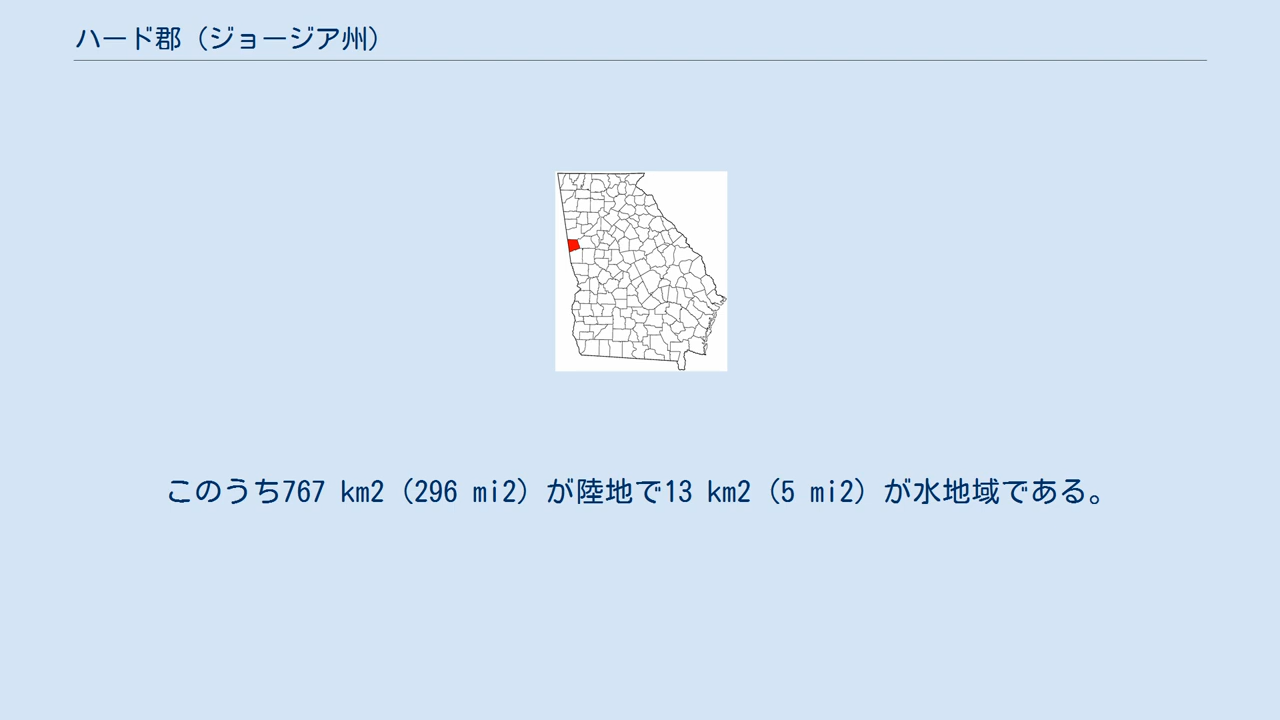 ハード郡（ジョージア州）
このうち767 km2（296 mi2）が陸地で13 km2（5 mi2）が水地域である。